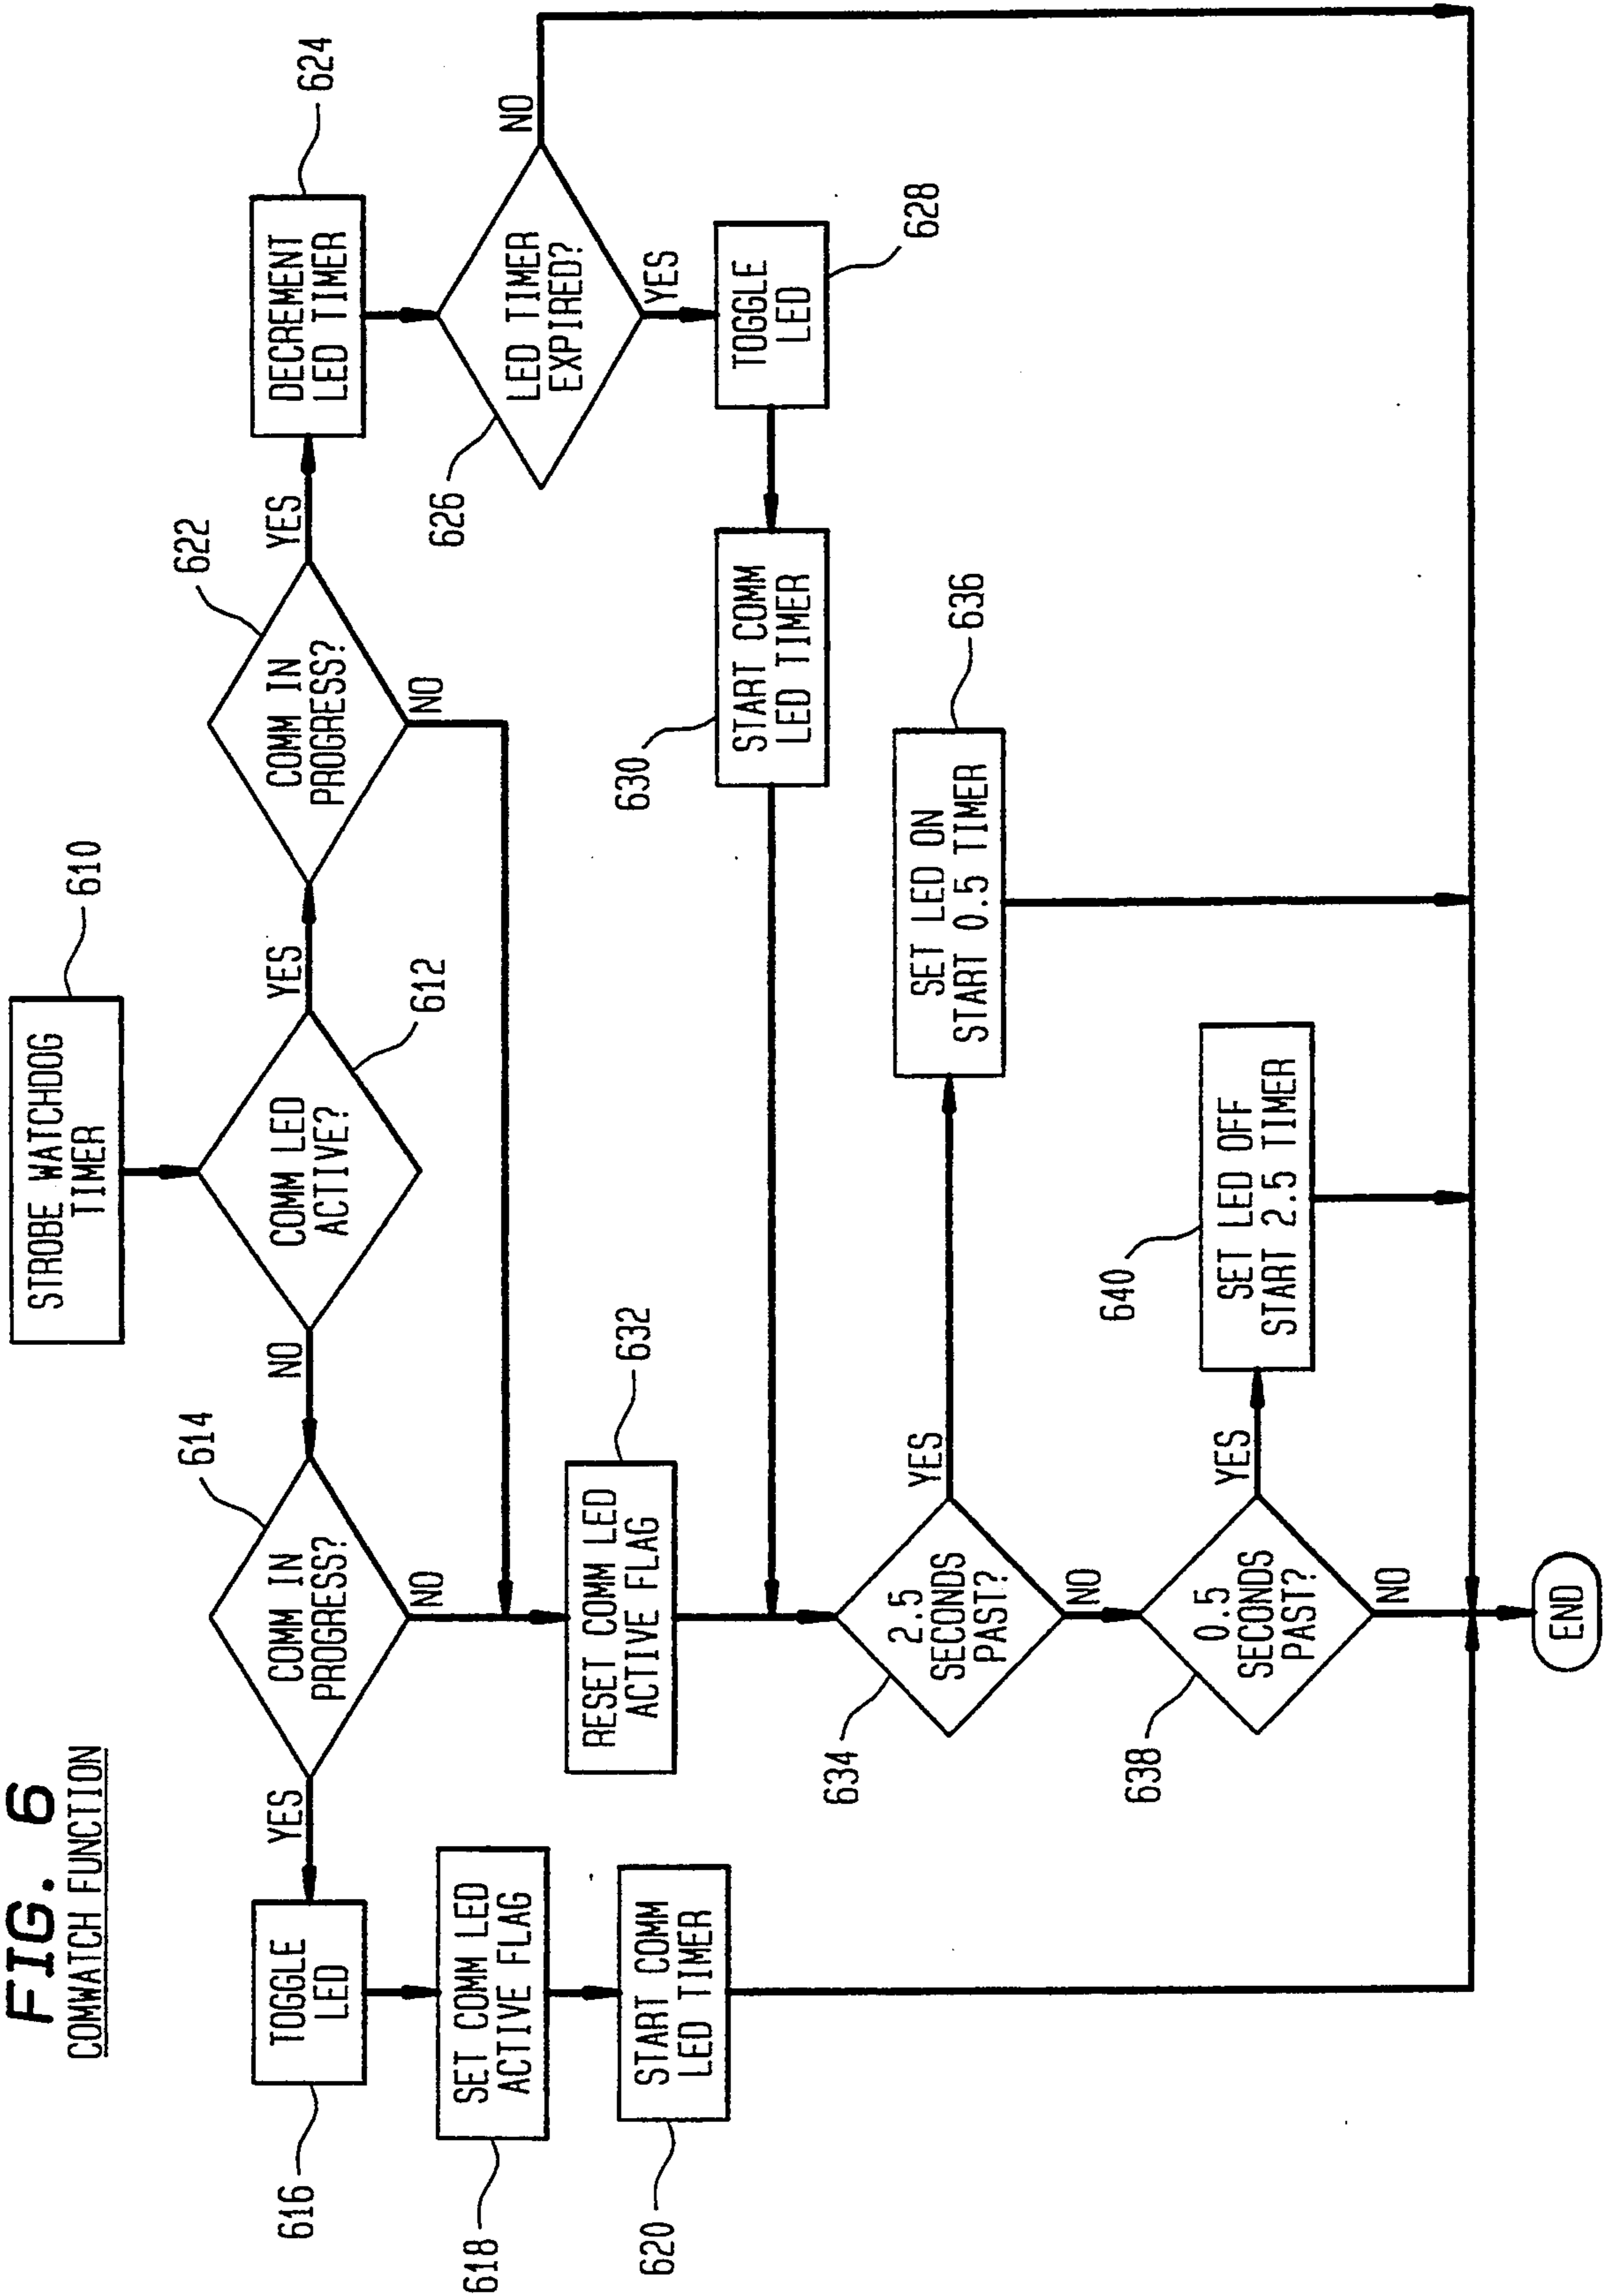 FIG. 6
COMWATCH FUNCTION
STROBE WATCHDOG
TIMER
610
COMM LED
ACTIVE?
612
NO
YES
COMM IN
PROGRESS?
614
YES
NO
COMM IN
PROGRESS?
622
YES
NO
TOGGLE
LED
616
SET COMM LED
ACTIVE FLAG
618
START COMM
LED TIMER
620
DECREMENT
LED TIMER
624
LED TIMER
EXPIRED?
626
NO
YES
TOGGLE
LED
628
START COMM
LED TIMER
630
RESET COMM LED
ACTIVE FLAG
632
2.5
SECONDS
PAST?
634
YES
NO
SET LED ON
START 0.5 TIMER
636
0.5
SECONDS
PAST?
638
YES
NO
SET LED OFF
START 2.5 TIMER
640
END